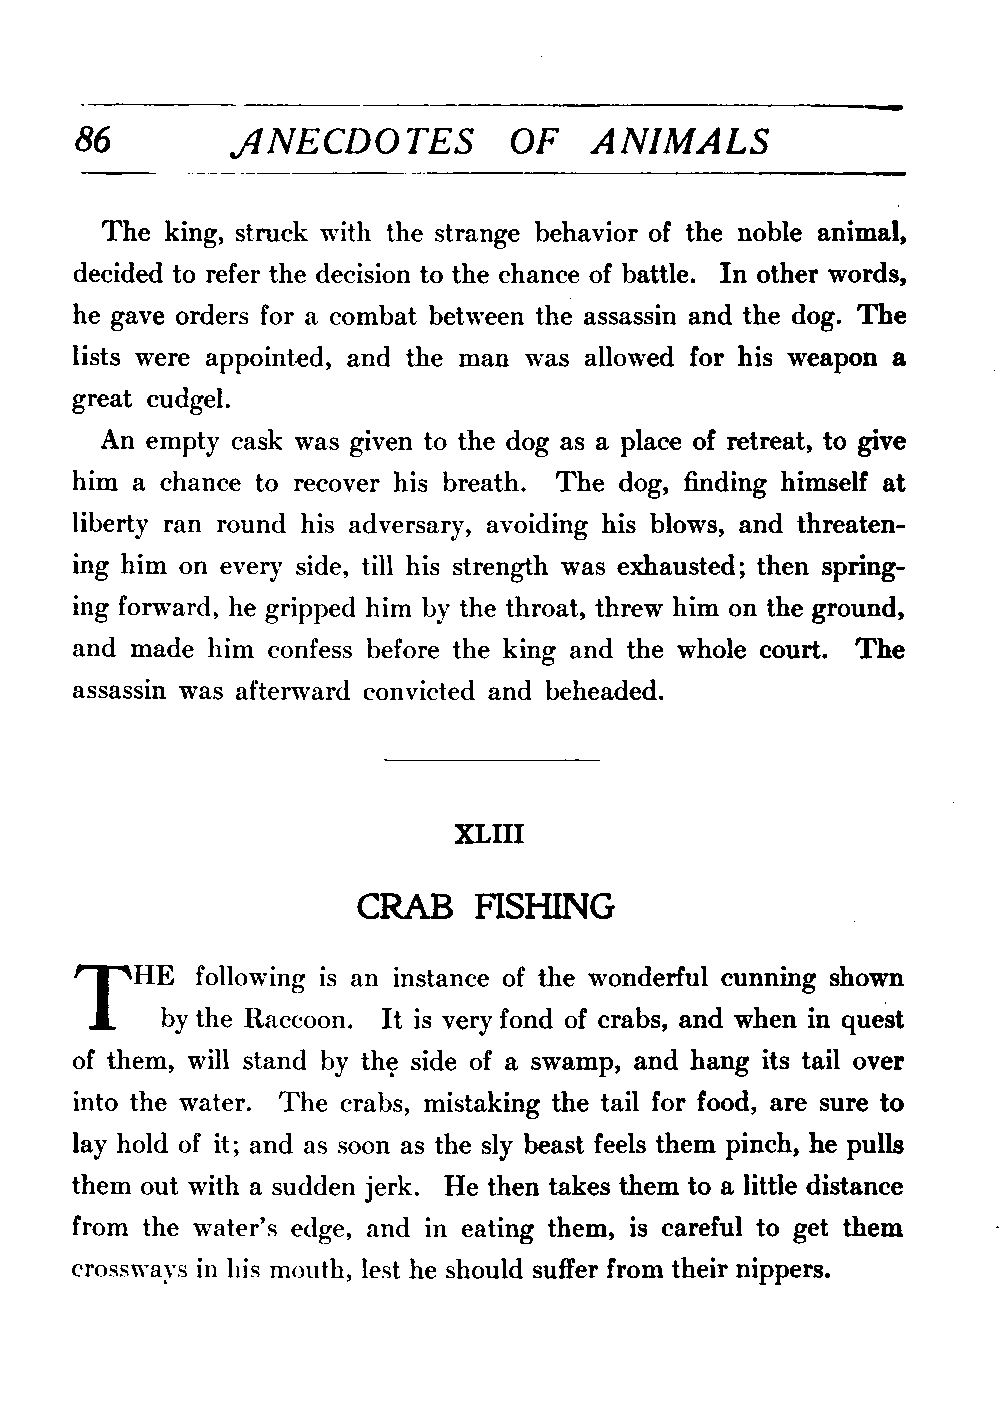 86 ANECDOTES OF ANIMALS
The king, struck with the strange behavior of the noble animal,
decided to refer the decision to the chance of battle. In other words,
he gave orders for a combat between the assassin and the dog. The
lists were appointed, and the man was allowed for his weapon a
great cudgel.
An empty cask was given to the dog as a place of retreat, to give
him a chance to recover his breath. The dog, finding himself at
liberty ran round his adversary, avoiding his blows, and threaten-
ing him on every side, till his strength was exhausted; then spring-
ing forward, he gripped him by the throat, threw him on the ground,
and made him confess before the king and the whole court. The
assassin was afterward convicted and beheaded.
XLIII
CRAB FISHING
THE following is an instance of the wonderful cunning shown
by the Raccoon. It is very fond of crabs, and when in quest
of them, will stand by the side of a swamp, and hang its tail over
into the water. The crabs, mistaking the tail for food, are sure to
lay hold of it; and as soon as the sly beast feels them pinch, he pulls
them out with a sudden jerk. He then takes them to a little distance
from the water's edge, and in eating them, is careful to get them
crossways in his mouth, lest he should suffer from their nippers.